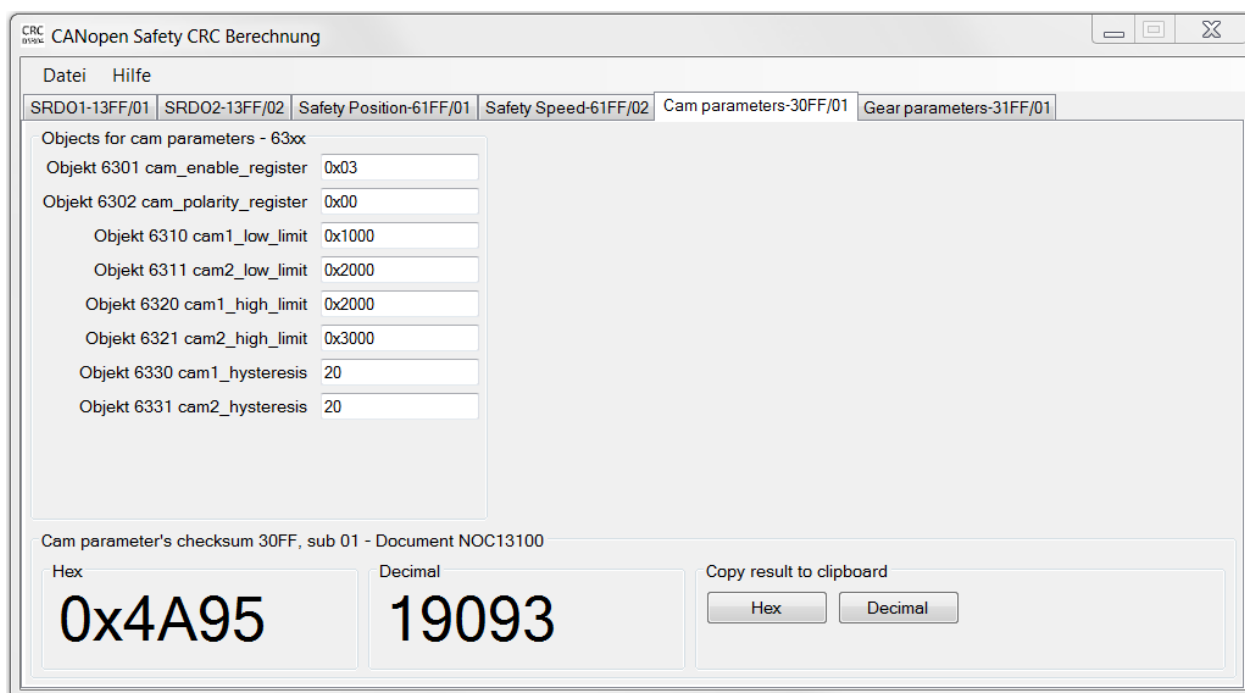 CRC CANopen Safety CRC Berechnung
Datei Hilfe
SRDO1-13FF/01 SRDO2-13FF/02 Safety Position-61FF/01 Safety Speed-61FF/02 Cam parameters-30FF/01 Gear parameters-31FF/01
Objects for cam parameters - 63xx
Objekt 6301 cam_enable_register 0x03
Objekt 6302 cam_polarity_register 0x00
Objekt 6310 cam1_low_limit 0x1000
Objekt 6311 cam2_low_limit 0x2000
Objekt 6320 cam1_high_limit 0x2000
Objekt 6321 cam2_high_limit 0x3000
Objekt 6330 cam1_hysteresis 20
Objekt 6331 cam2_hysteresis 20
Cam parameter's checksum 30FF, sub 01 - Document NOC13100
Hex Decimal Copy result to clipboard
0x4A95 19093 Hex Decimal